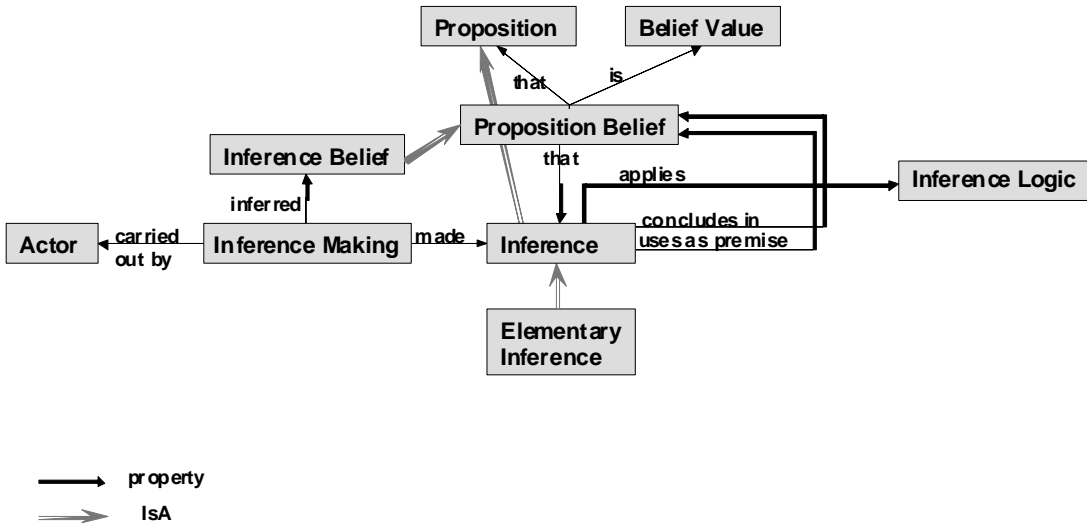 Proposition
Belief Value
that
is
Proposition Belief
Inference Belief
that
applies
Inference Logic
inferred
concludes in
Actor
carried
out by
Inference Making
made
Inference
uses as premise
Elementary
Inference
property
IsA